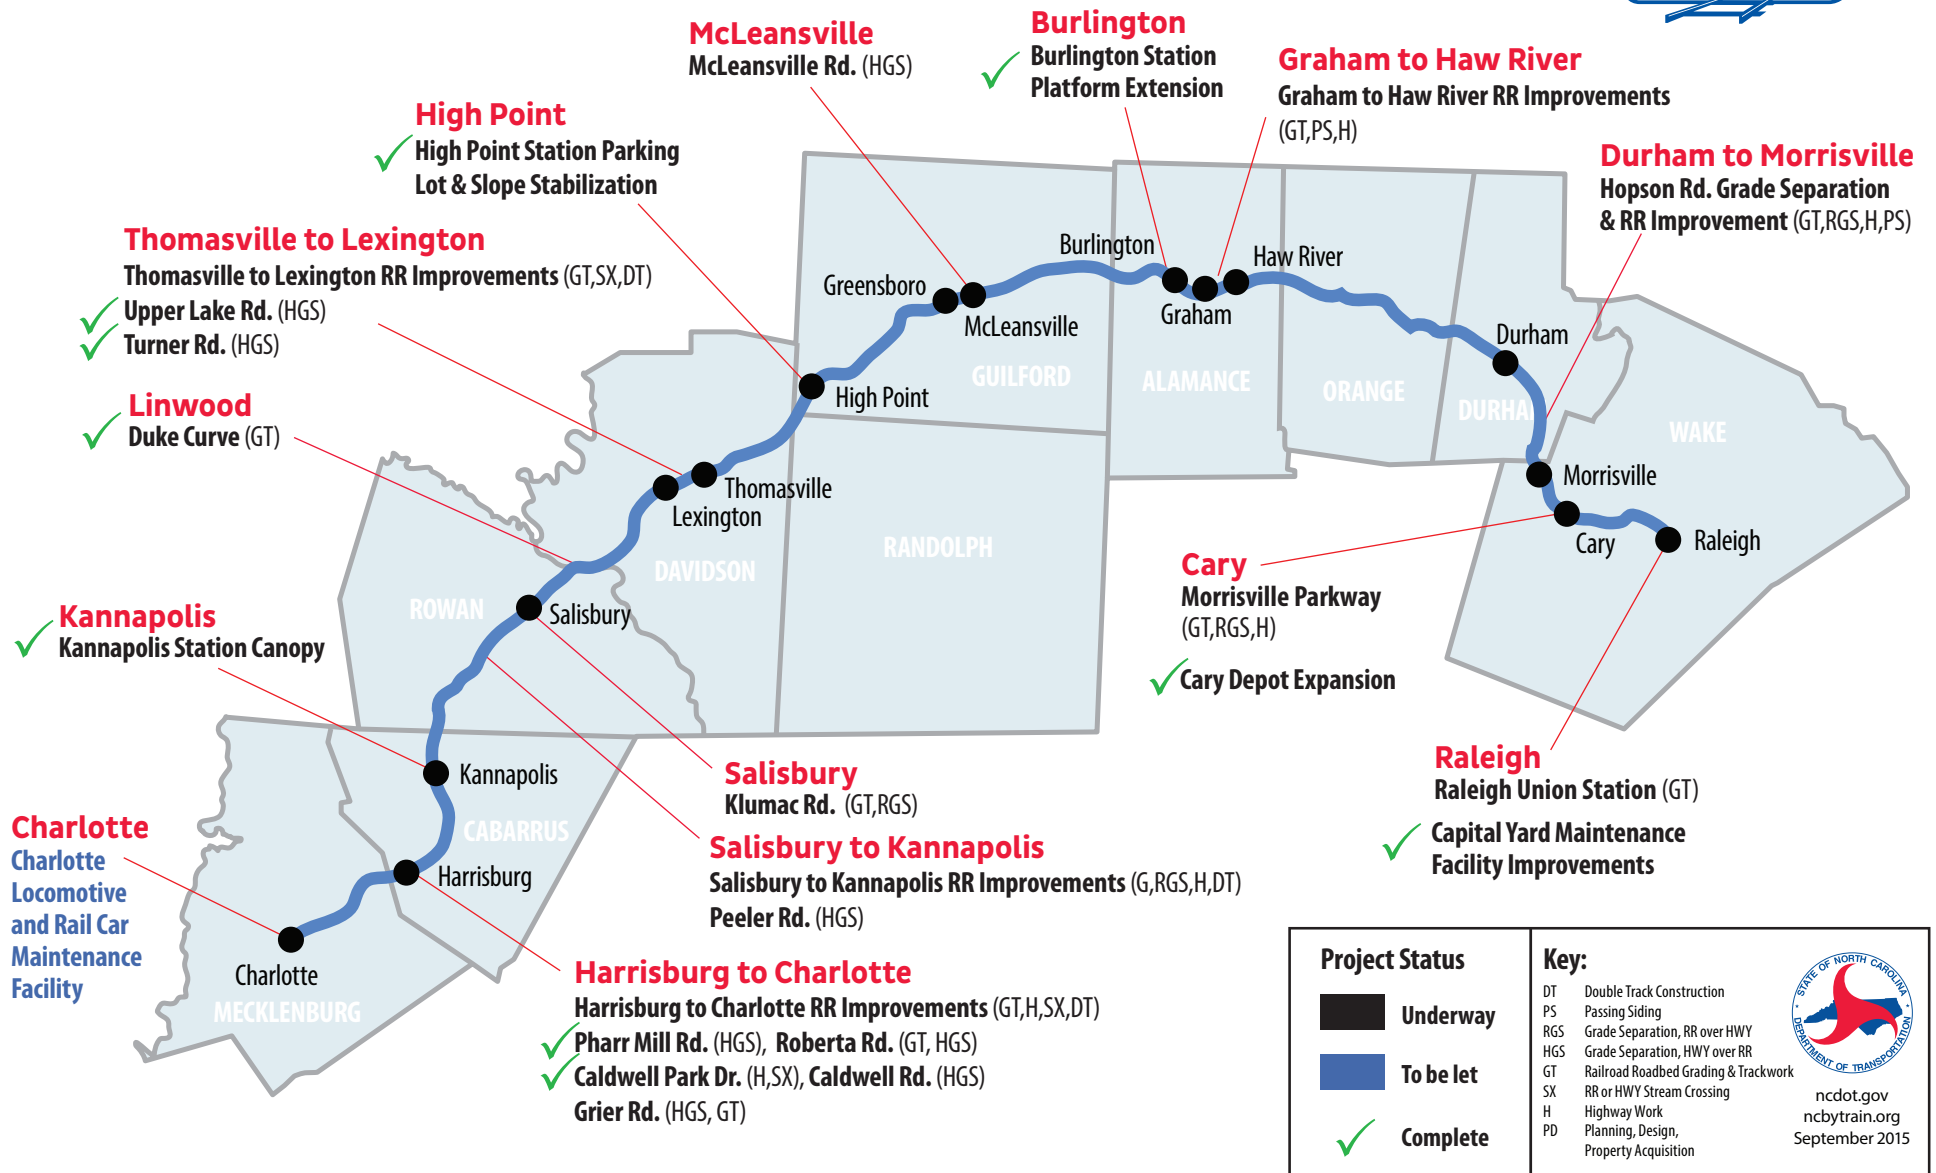 McLeansville
McLeansville Rd. (HGS)
Burlington
Burlington Station
Platform Extension
Graham to Haw River
Graham to Haw River RR Improvements
(GT,PS,H)
High Point
High Point Station Parking
Lot & Slope Stabilization
Durham to Morrisville
Hopson Rd. Grade Separation
& RR Improvement (GT,RGS,H,PS)
Thomasville to Lexington
Thomasville to Lexington RR Improvements (GT,SX,DT)
Upper Lake Rd. (HGS)
Turner Rd. (HGS)
Linwood
Duke Curve (GT)
Burlington
Haw River
Greensboro
McLeansville
Graham
Durham
GUILFORD
ALAMANCE
ORANGE
DURHA
WAKE
High Point
Thomasville
Lexington
Morrisville
Cary
Raleigh
RANDOLPH
DAVIDSON
ROWAN
Salisbury
Cary
Morrisville Parkway
(GT,RGS,H)
Cary Depot Expansion
Kannapolis
Kannapolis Station Canopy
Kannapolis
CABARRUS
Harrisburg
Salisbury
Klumac Rd. (GT,RGS)
Salisbury to Kannapolis
Salisbury to Kannapolis RR Improvements (G,RGS,H,DT)
Peeler Rd. (HGS)
Raleigh
Raleigh Union Station (GT)
Capital Yard Maintenance
Facility Improvements
Charlotte
Charlotte
Locomotive
and Rail Car
Maintenance
Facility
Charlotte
MECKLENBURG
Harrisburg to Charlotte
Harrisburg to Charlotte RR Improvements (GT,H,SX,DT)
Pharr Mill Rd. (HGS), Roberta Rd. (GT, HGS)
Caldwell Park Dr. (H,SX), Caldwell Rd. (HGS)
Grier Rd. (HGS, GT)
Project Status
Underway
To be let
Complete
Key:
DT Double Track Construction
PS Passing Siding
RGS Grade Separation, RR over HWY
HGS Grade Separation, HWY over RR
GT Railroad Roadbed Grading & Trackwork
SX RR or HWY Stream Crossing
H Highway Work
PD Planning, Design,
Property Acquisition
STATE OF NORTH CAROLINA
DEPARTMENT OF TRANSPORTATION
ncdot.gov
ncbytrain.org
September 2015